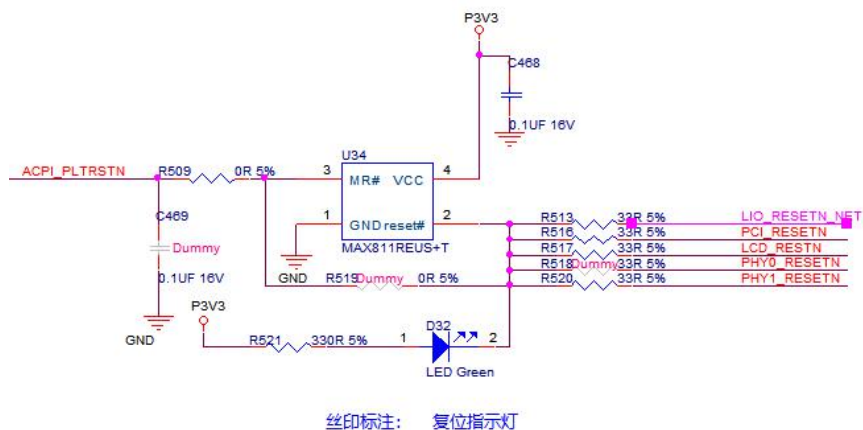 P3V3
C468
0.1UF 16V
U34
ACPI_PLTRSTN
R509
0R 5%
3
MR#
VCC
4
C469
Dummy
0.1UF 16V
GND
1
GND
reset#
2
MAX811REUS+T
GND
R513
33R 5%
LIO_RESETN_NET
R516
33R 5%
PCI_RESETN
R517
33R 5%
LCD_RESTN
R518
Dummy
33R 5%
PHY0_RESETN
R520
33R 5%
PHY1_RESETN
R519
Dummy
0R 5%
P3V3
R521
330R 5%
1
D32
2
LED Green
丝印标注： 复位指示灯